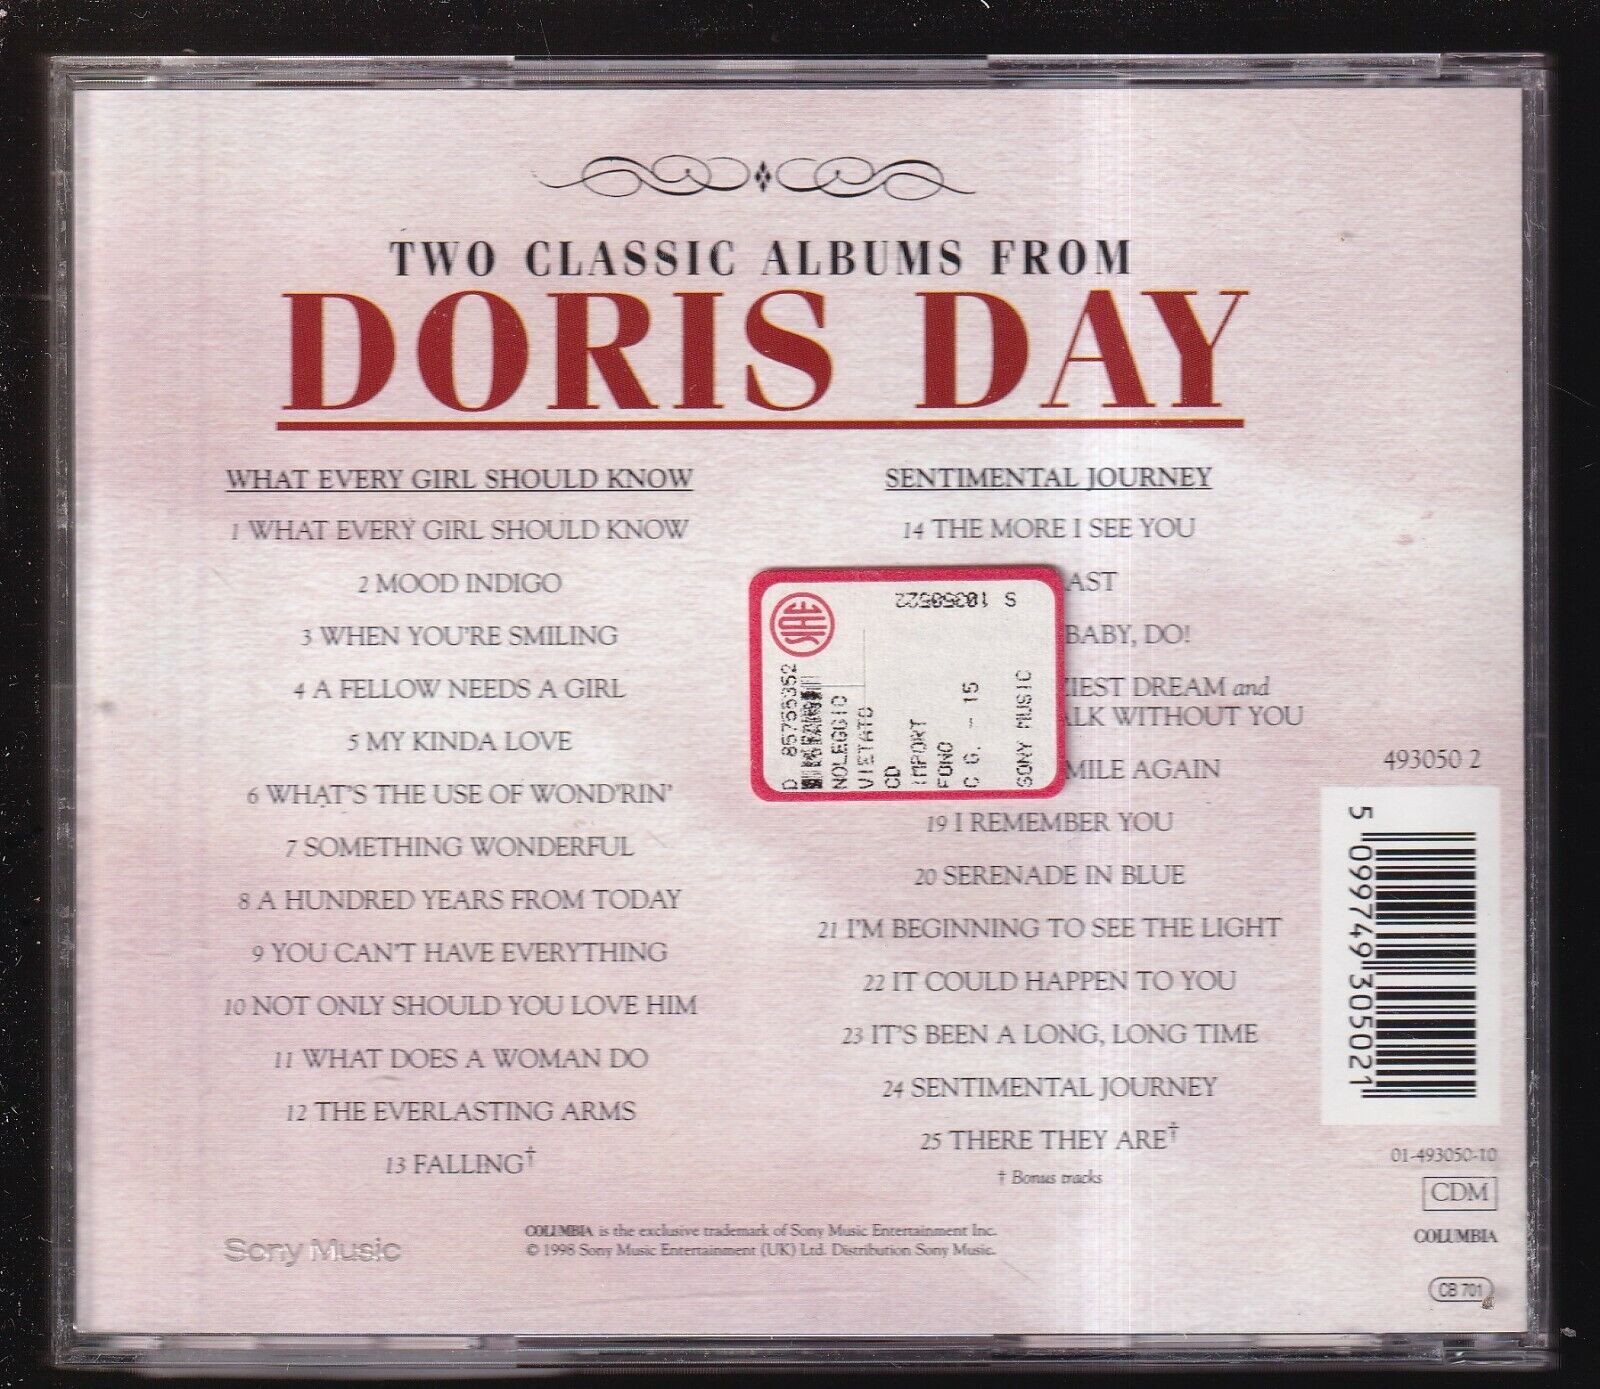 TWO CLASSIC ALBUMS FROM
DORIS DAY
WHAT EVERY GIRL SHOULD KNOW
1 WHAT EVERY GIRL SHOULD KNOW
2 MOOD INDIGO
3 WHEN YOU'RE SMILING
4 A FELLOW NEEDS A GIRL
5 MY KINDA LOVE
6 WHAT'S THE USE OF WOND'RIN'
7 SOMETHING WONDERFUL
8 A HUNDRED YEARS FROM TODAY
9 YOU CAN'T HAVE EVERYTHING
10 NOT ONLY SHOULD YOU LOVE HIM
11 WHAT DOES A WOMAN DO
12 THE EVERLASTING ARMS
13 FALLING†
SENTIMENTAL JOURNEY
14 THE MORE I SEE YOU
AST
BABY, DO!
ZIEST DREAM and
ALK WITHOUT YOU
MILE AGAIN
19 I REMEMBER YOU
20 SERENADE IN BLUE
21 I'M BEGINNING TO SEE THE LIGHT
22 IT COULD HAPPEN TO YOU
23 IT'S BEEN A LONG, LONG TIME
24 SENTIMENTAL JOURNEY
25 THERE THEY ARE†
† Bonus tracks
S 10350522
D 85755352
NOLEGGIO
VIETATO
CD
IMPORT
FONO
C G. - 15
SONY MUSIC
493050 2
5 099749 305021
01-493050-10
CDM
COLUMBIA
CB 701
Sony Music
COLUMBIA is the exclusive trademark of Sony Music Entertainment Inc.
© 1998 Sony Music Entertainment (UK) Ltd. Distribution Sony Music.